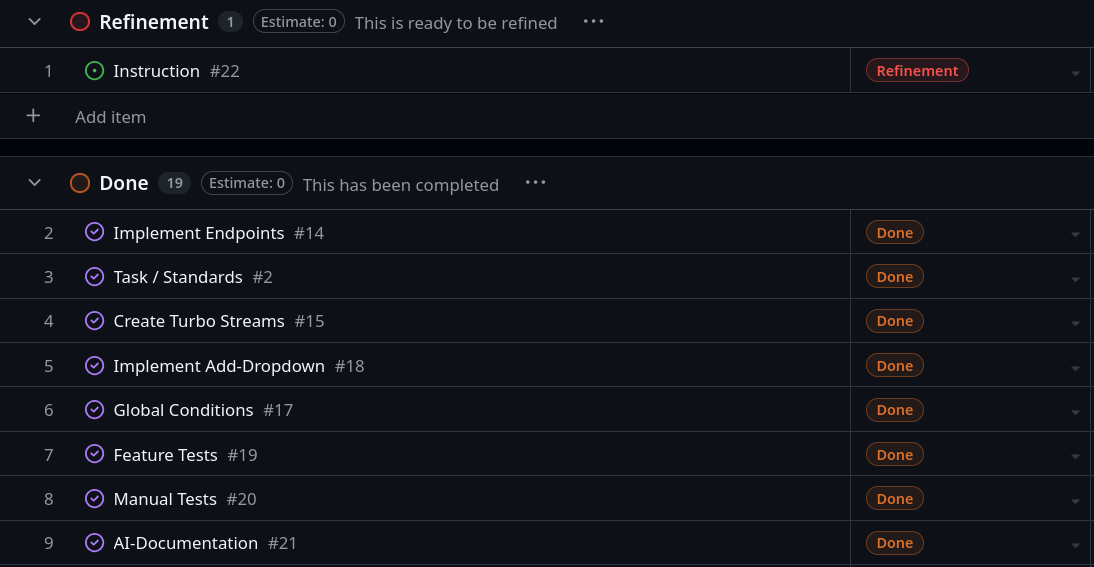 Refinement 1 Estimate: 0 This is ready to be refined ...
1 Instruction #22 Refinement
+ Add item
Done 19 Estimate: 0 This has been completed ...
2 Implement Endpoints #14 Done
3 Task / Standards #2 Done
4 Create Turbo Streams #15 Done
5 Implement Add-Dropdown #18 Done
6 Global Conditions #17 Done
7 Feature Tests #19 Done
8 Manual Tests #20 Done
9 AI-Documentation #21 Done